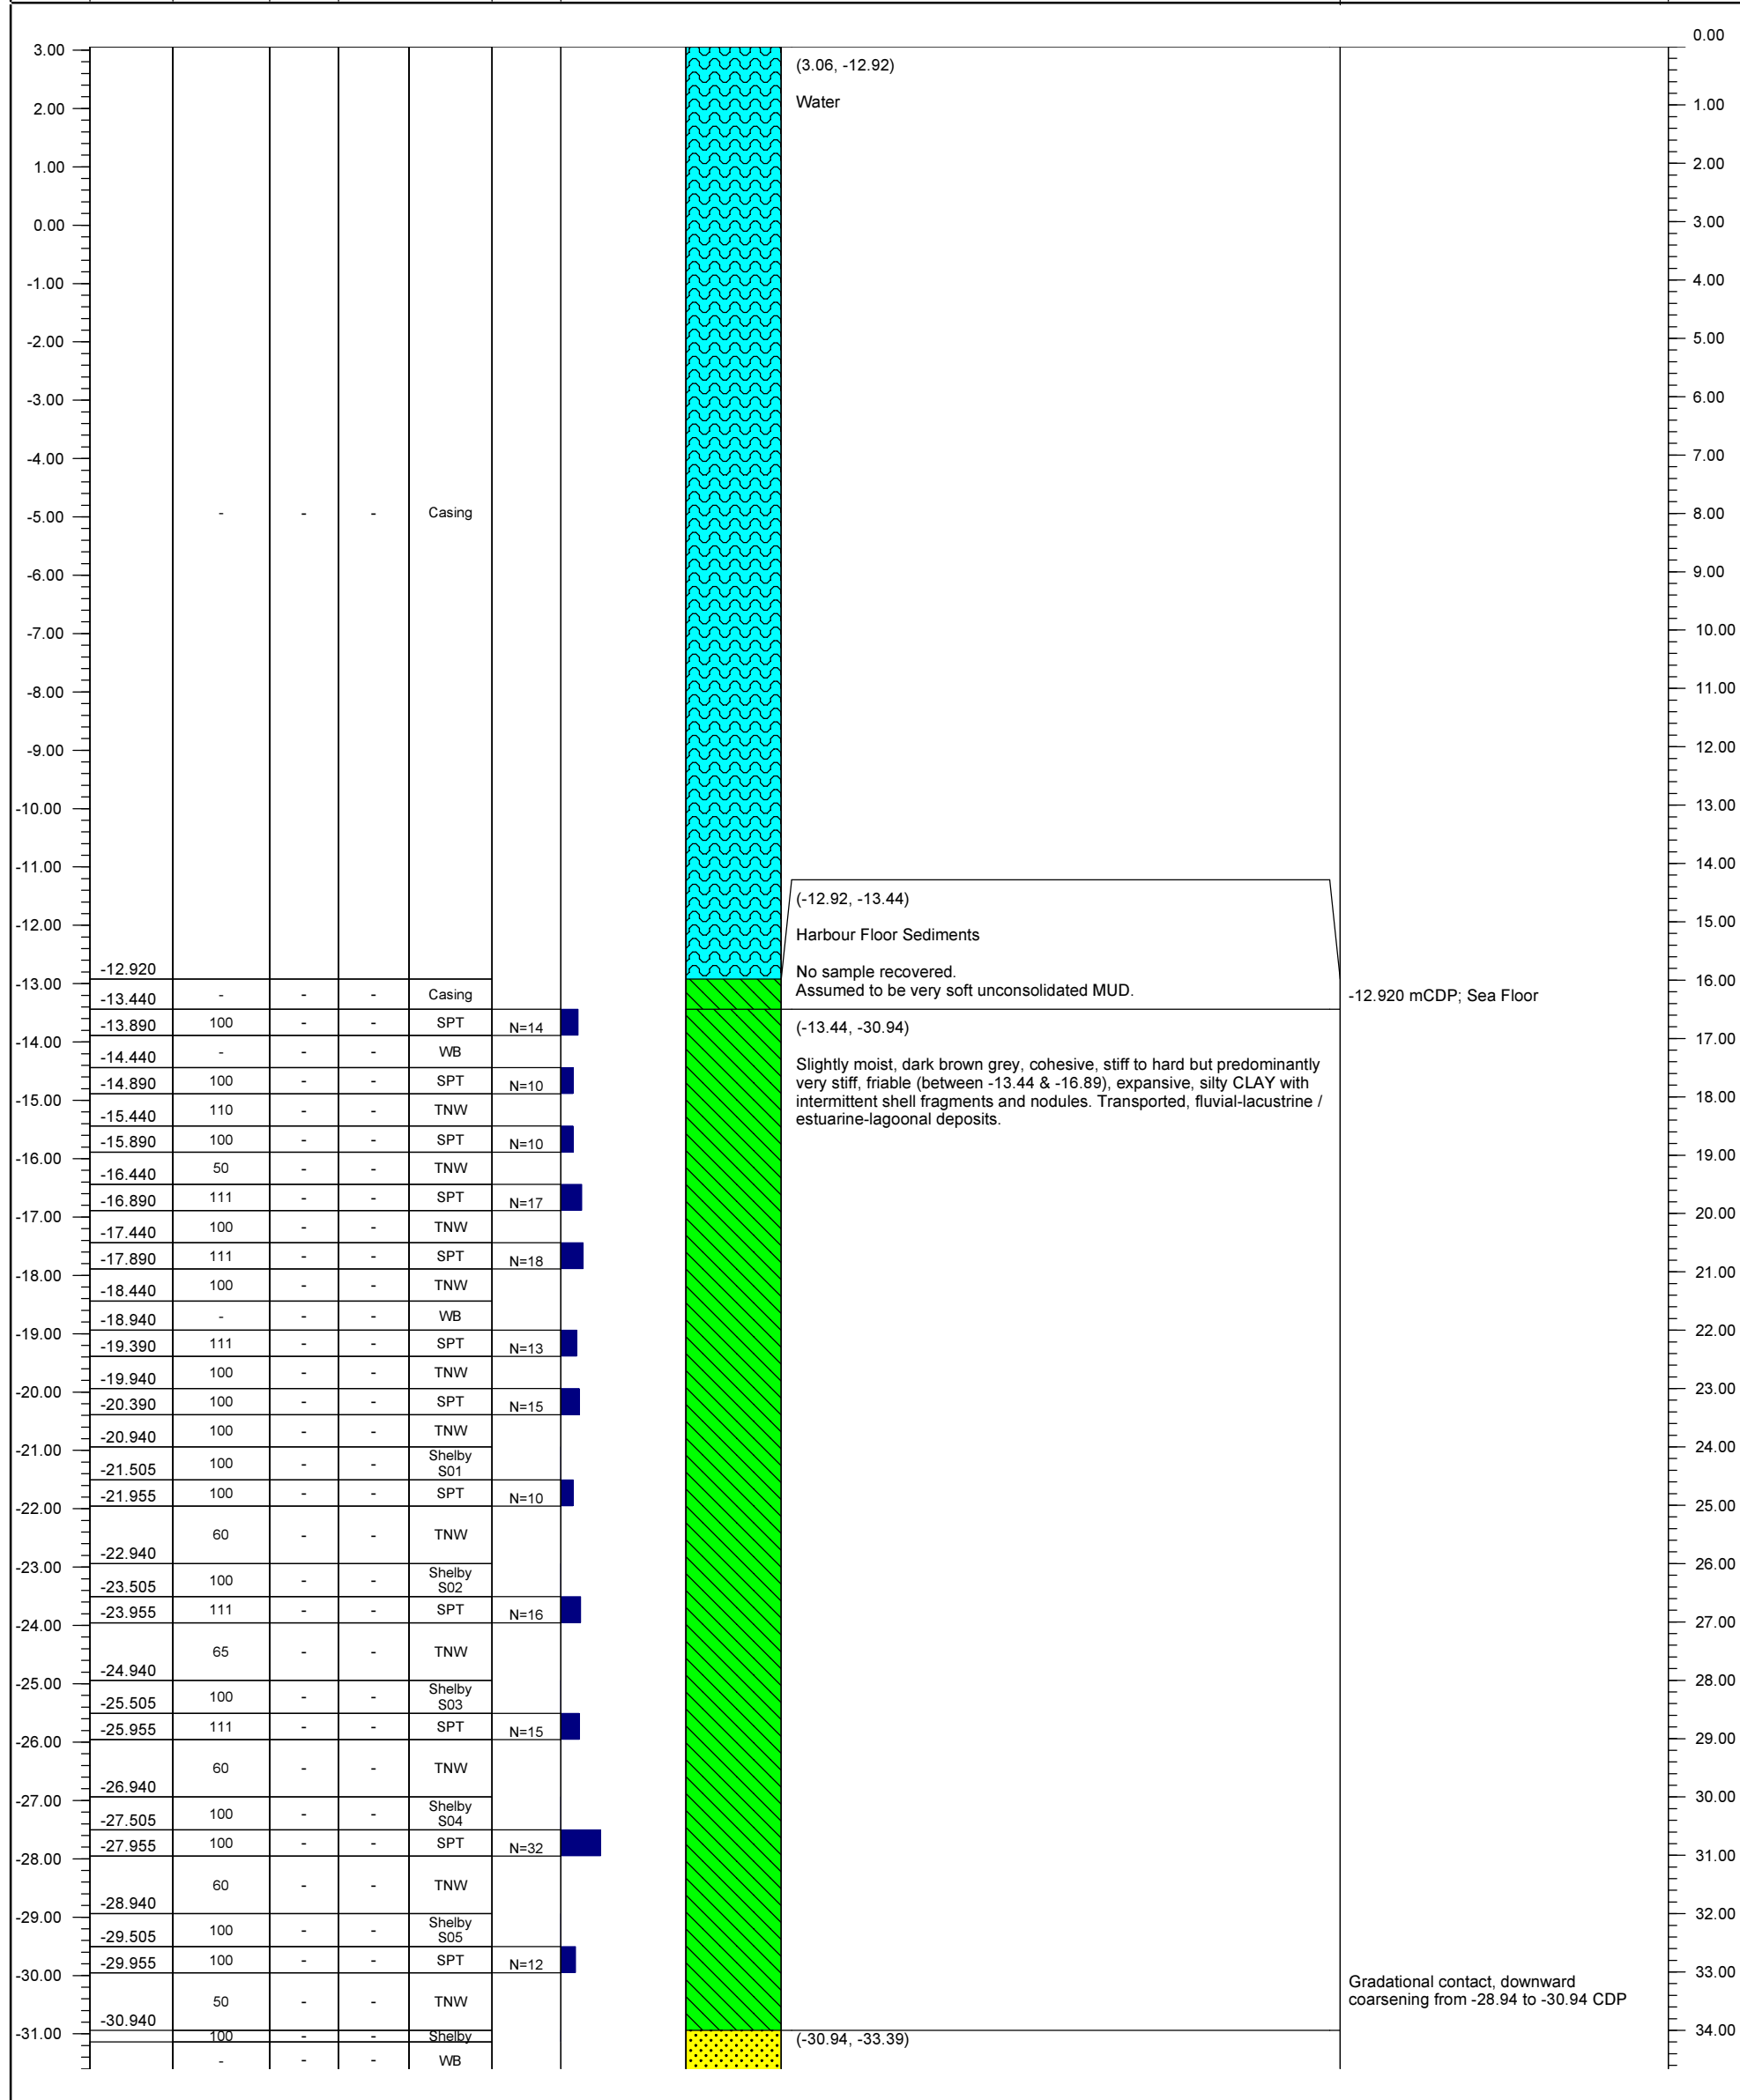 0.00
3.00
(3.06, -12.92)
Water
2.00
1.00
1.00
2.00
0.00
3.00
-1.00
4.00
-2.00
5.00
-3.00
6.00
-4.00
7.00
-5.00
- - - Casing
8.00
-6.00
9.00
-7.00
10.00
-8.00
11.00
-9.00
12.00
-10.00
13.00
-11.00
14.00
(-12.92, -13.44)
-12.00
15.00
Harbour Floor Sediments
-12.920
No sample recovered.
-13.00
16.00
Assumed to be very soft unconsolidated MUD.
-13.440 - - - Casing
-12.920 mCDP; Sea Floor
-13.890 100 - - SPT N=14
(-13.44, -30.94)
-14.00
17.00
-14.440 - - - WB
Slightly moist, dark brown grey, cohesive, stiff to hard but predominantly
very stiff, friable (between -13.44 & -16.89), expansive, silty CLAY with
intermittent shell fragments and nodules. Transported, fluvial-lacustrine /
estuarine-lagoonal deposits.
-14.890 100 - - SPT N=10
-15.00
18.00
-15.440 110 - - TNW
-15.890 100 - - SPT N=10
-16.00
19.00
-16.440 50 - - TNW
-16.890 111 - - SPT N=17
-17.00
20.00
-17.440 100 - - TNW
-17.890 111 - - SPT N=18
-18.00
21.00
-18.440 100 - - TNW
-18.940 - - - WB
-19.00
22.00
-19.390 111 - - SPT N=13
-19.940 100 - - TNW
-20.00
23.00
-20.390 100 - - SPT N=15
-20.940 100 - - TNW
-21.00
24.00
-21.505 100 - - Shelby
S01
-21.955 100 - - SPT N=10
-22.00
25.00
-22.940 60 - - TNW
-23.00
26.00
-23.505 100 - - Shelby
S02
-23.955 111 - - SPT N=16
-24.00
27.00
-24.940 65 - - TNW
-25.00
28.00
-25.505 100 - - Shelby
S03
-25.955 111 - - SPT N=15
-26.00
29.00
-26.940 60 - - TNW
-27.00
30.00
-27.505 100 - - Shelby
S04
-27.955 100 - - SPT N=32
-28.00
31.00
-28.940 60 - - TNW
-29.00
32.00
-29.505 100 - - Shelby
S05
-29.955 100 - - SPT N=12
-30.00
33.00
Gradational contact, downward
coarsening from -28.94 to -30.94 CDP
-30.940 50 - - TNW
-31.00
34.00
100 - - Shelby
(-30.94, -33.39)
- - - WB